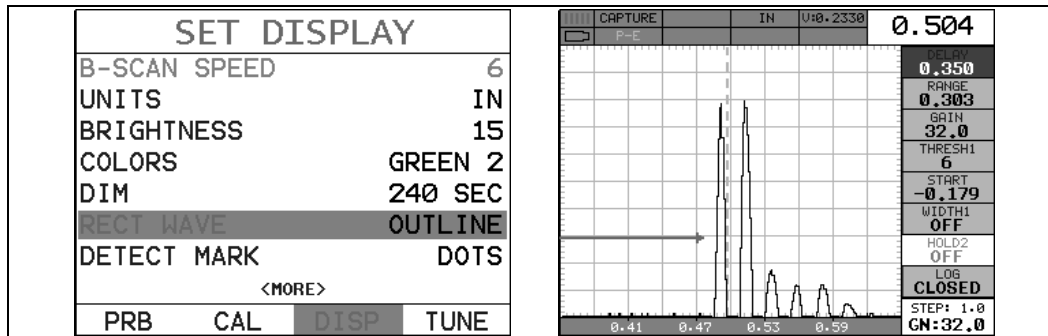 SET DISPLAY
B-SCAN SPEED 6
UNITS IN
BRIGHTNESS 15
COLORS GREEN 2
DIM 240 SEC
RECT WAVE OUTLINE
DETECT MARK DOTS
<MORE>
PRB CAL DISP TUNE
CAPTURE IN V:0.2330
P-E
0.504
DELAY
0.350
RANGE
0.303
GAIN
32.0
THRESH1
6
START
-0.179
WIDTH1
OFF
HOLD2
OFF
LOG
CLOSED
STEP: 1.0
GN:32.0
0.41 0.47 0.53 0.59